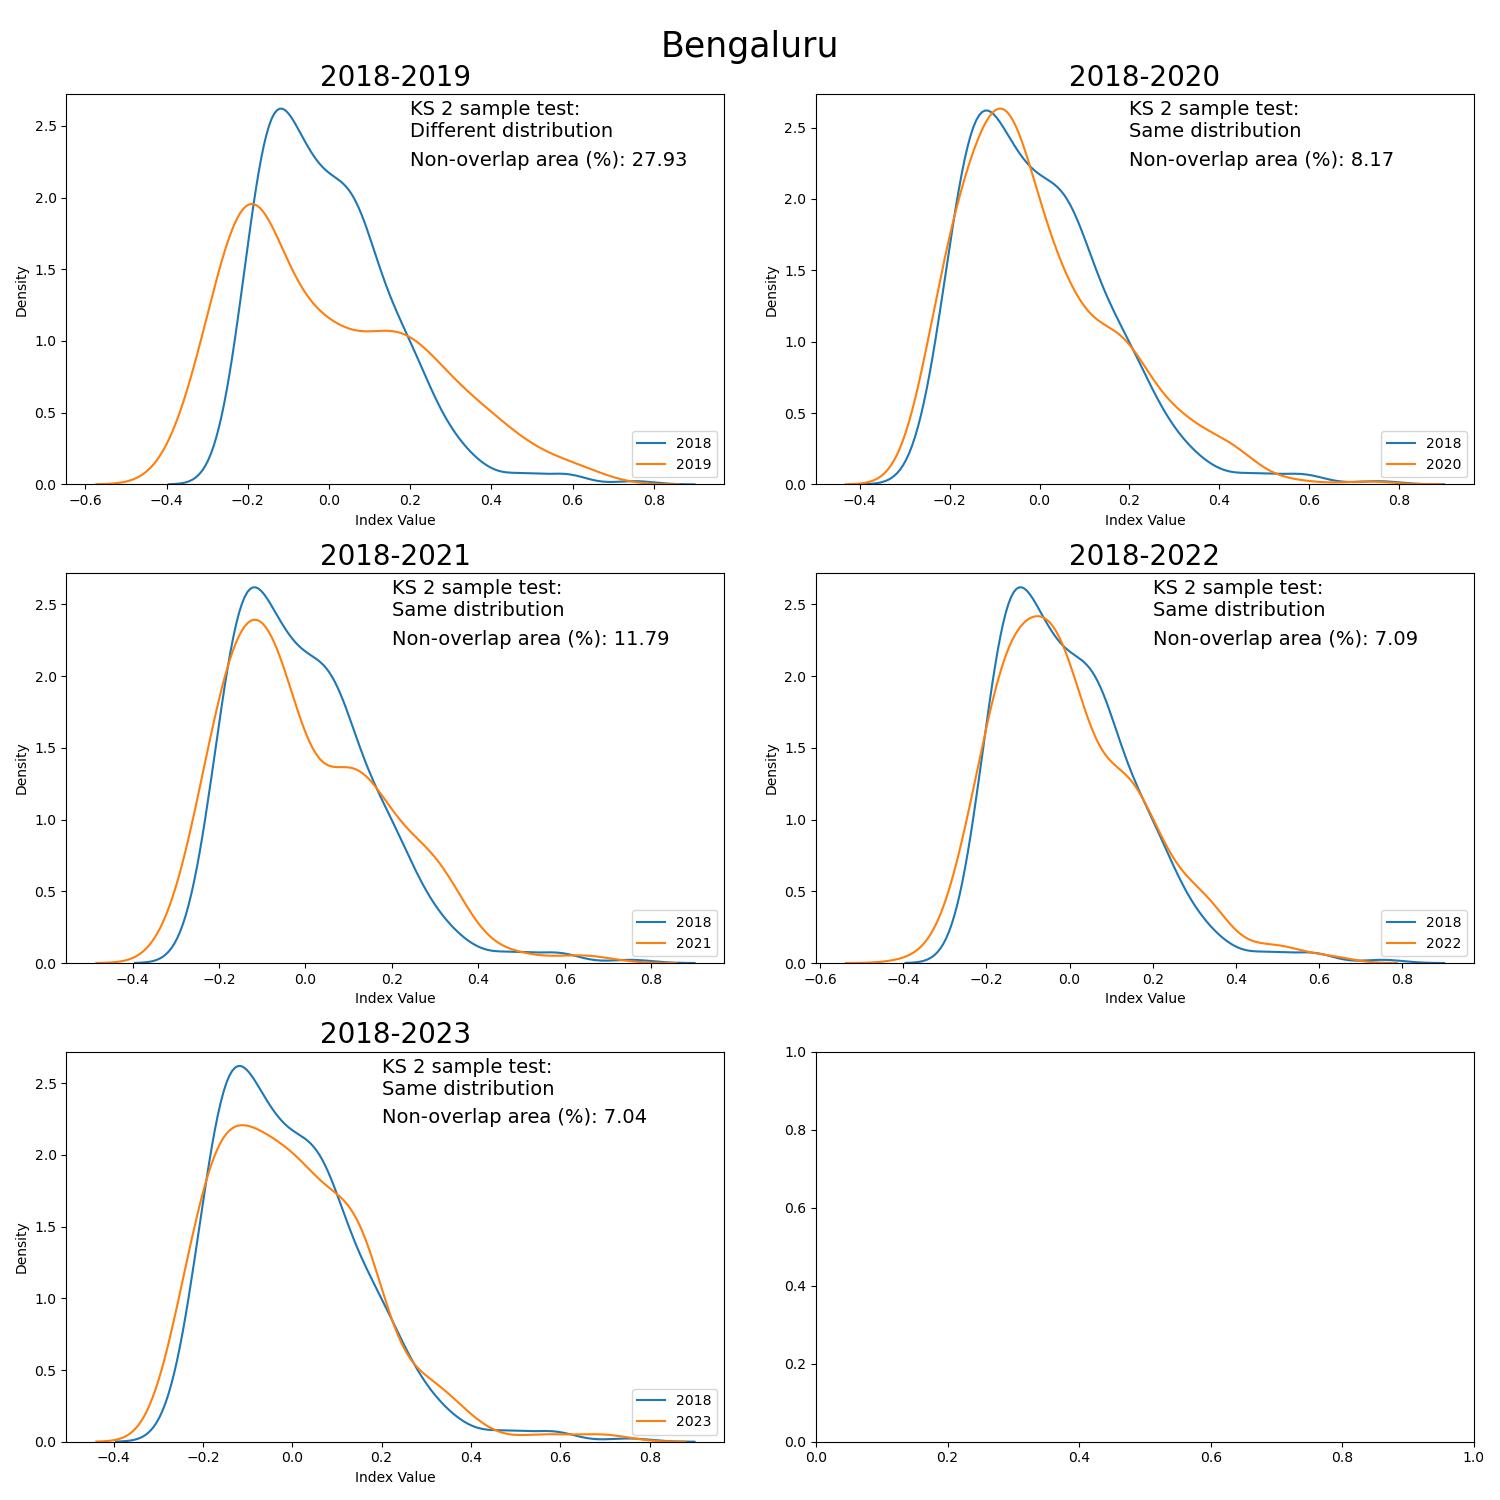 Bengaluru
2018-2019
KS 2 sample test:
Different distribution
Non-overlap area (%): 27.93
Density
2.5
2.0
1.5
1.0
0.5
0.0
−0.6 −0.4 −0.2 0.0 0.2 0.4 0.6 0.8
Index Value
2018
2019
2018-2020
KS 2 sample test:
Same distribution
Non-overlap area (%): 8.17
Density
2.5
2.0
1.5
1.0
0.5
0.0
−0.4 −0.2 0.0 0.2 0.4 0.6 0.8
Index Value
2018
2020
2018-2021
KS 2 sample test:
Same distribution
Non-overlap area (%): 11.79
Density
2.5
2.0
1.5
1.0
0.5
0.0
−0.4 −0.2 0.0 0.2 0.4 0.6 0.8
Index Value
2018
2021
2018-2022
KS 2 sample test:
Same distribution
Non-overlap area (%): 7.09
Density
2.5
2.0
1.5
1.0
0.5
0.0
−0.6 −0.4 −0.2 0.0 0.2 0.4 0.6 0.8
Index Value
2018
2022
2018-2023
KS 2 sample test:
Same distribution
Non-overlap area (%): 7.04
Density
2.5
2.0
1.5
1.0
0.5
0.0
−0.4 −0.2 0.0 0.2 0.4 0.6 0.8
Index Value
2018
2023
1.0
0.8
0.6
0.4
0.2
0.0
0.0 0.2 0.4 0.6 0.8 1.0